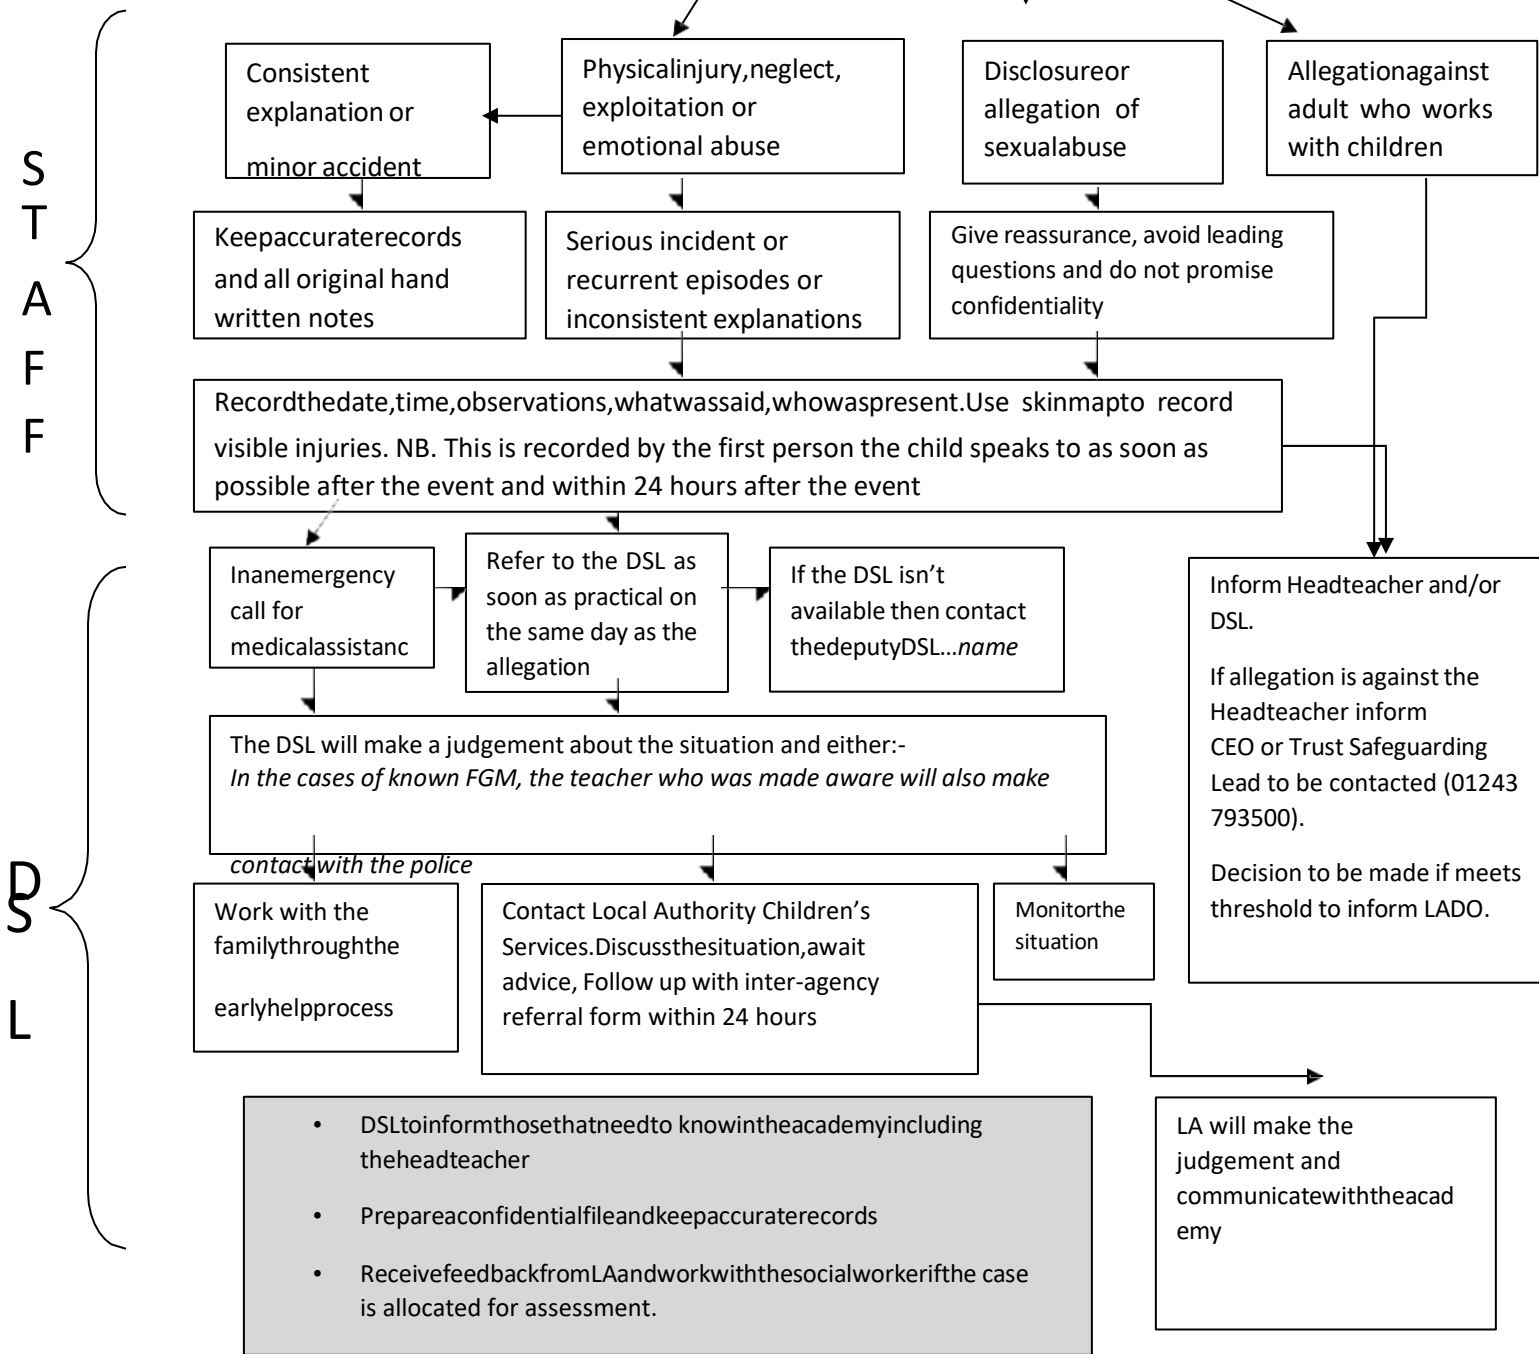 S
T
A
F
F
Consistent
explanation or
minor accident
Physicalinjury,neglect,
exploitation or
emotional abuse
Disclosureor
allegation of
sexualabuse
Allegationagainst
adult who works
with children
Keepaccuraterecords
and all original hand
written notes
Serious incident or
recurrent episodes or
inconsistent explanations
Give reassurance, avoid leading
questions and do not promise
confidentiality
Recordthedate,time,observations,whatwassaid,whowaspresent.Use skinmapto record
visible injuries. NB. This is recorded by the first person the child speaks to as soon as
possible after the event and within 24 hours after the event
D
S
L
Inanemergency
call for
medicalassistanc
Refer to the DSL as
soon as practical on
the same day as the
allegation
If the DSL isn’t
available then contact
thedeputyDSL...name
Inform Headteacher and/or
DSL.
If allegation is against the
Headteacher inform
CEO or Trust Safeguarding
Lead to be contacted (01243
793500).
Decision to be made if meets
threshold to inform LADO.
The DSL will make a judgement about the situation and either:-
In the cases of known FGM, the teacher who was made aware will also make
contact with the police
Work with the
familythroughthe
earlyhelpprocess
Contact Local Authority Children’s
Services.Discussthesituation,await
advice, Follow up with inter-agency
referral form within 24 hours
Monitorthe
situation
• DSLtoinformthosethatneedto knowintheacademyincluding
theheadteacher
• Prepareaconfidentialfileandkeepaccuraterecords
• ReceivefeedbackfromLAandworkwiththesocialworkerifthe case
is allocated for assessment.
LA will make the
judgement and
communicatewiththeacad
emy